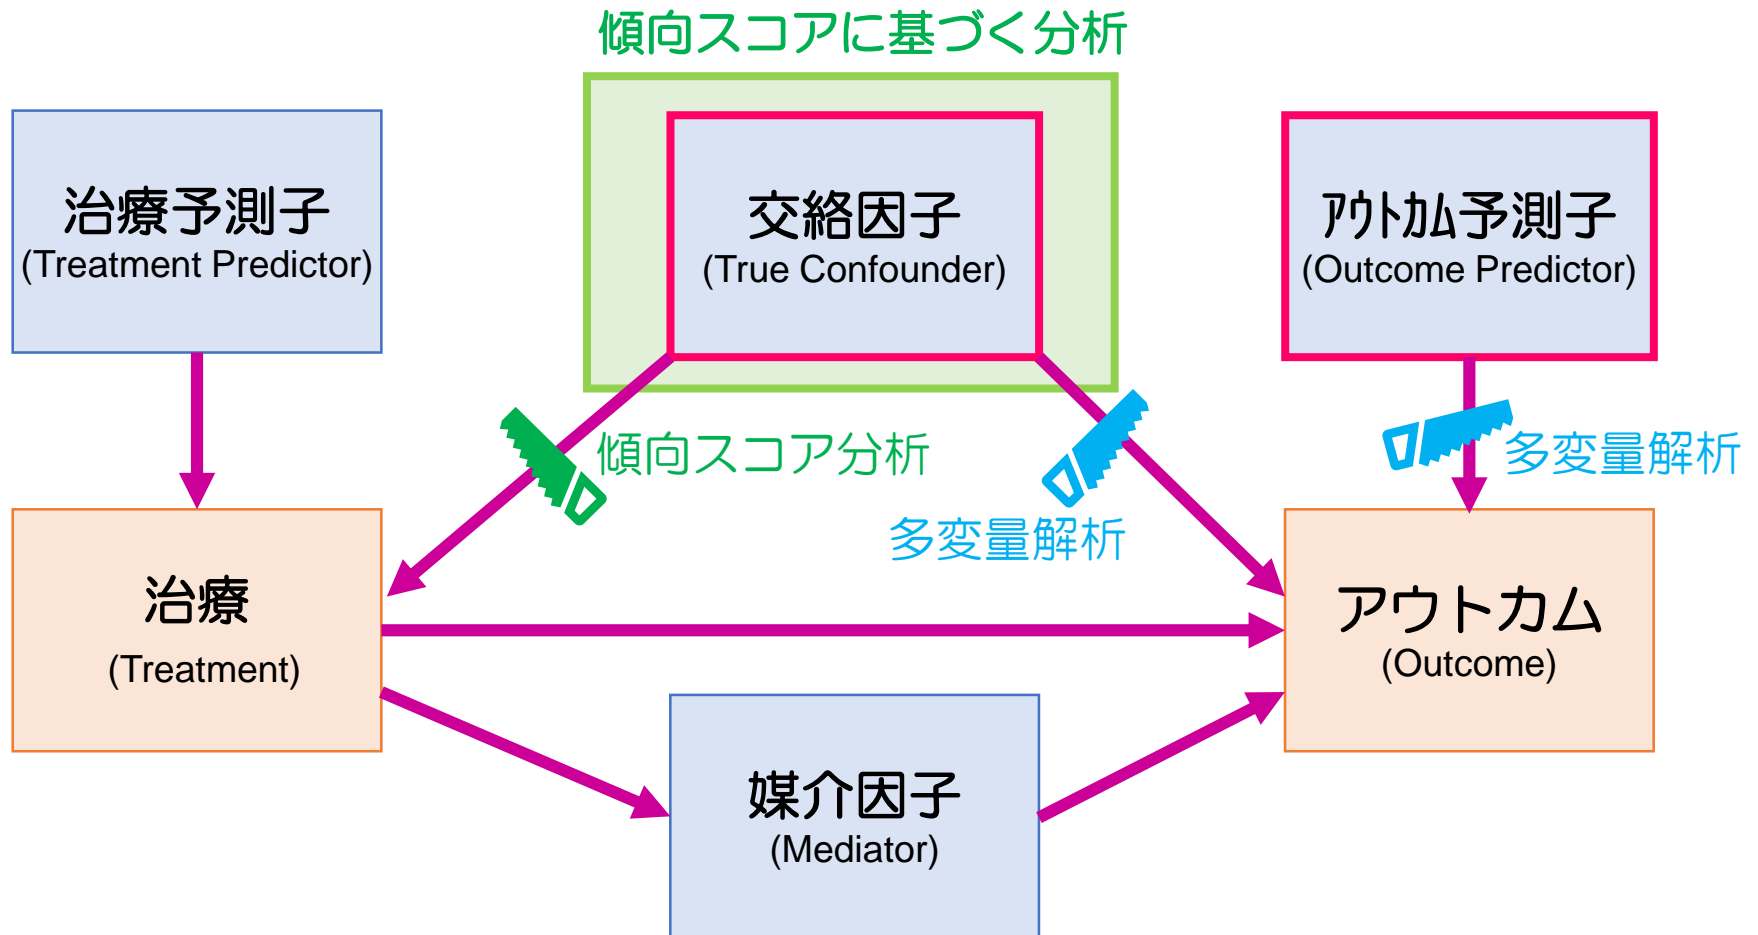 傾向スコアに基づく分析
治療予測子
(Treatment Predictor)
交絡因子
(True Confounder)
ｱｳﾄｶﾑ予測子
(Outcome Predictor)
傾向スコア分析
多変量解析
多変量解析
治療
(Treatment)
アウトカム
(Outcome)
媒介因子
(Mediator)